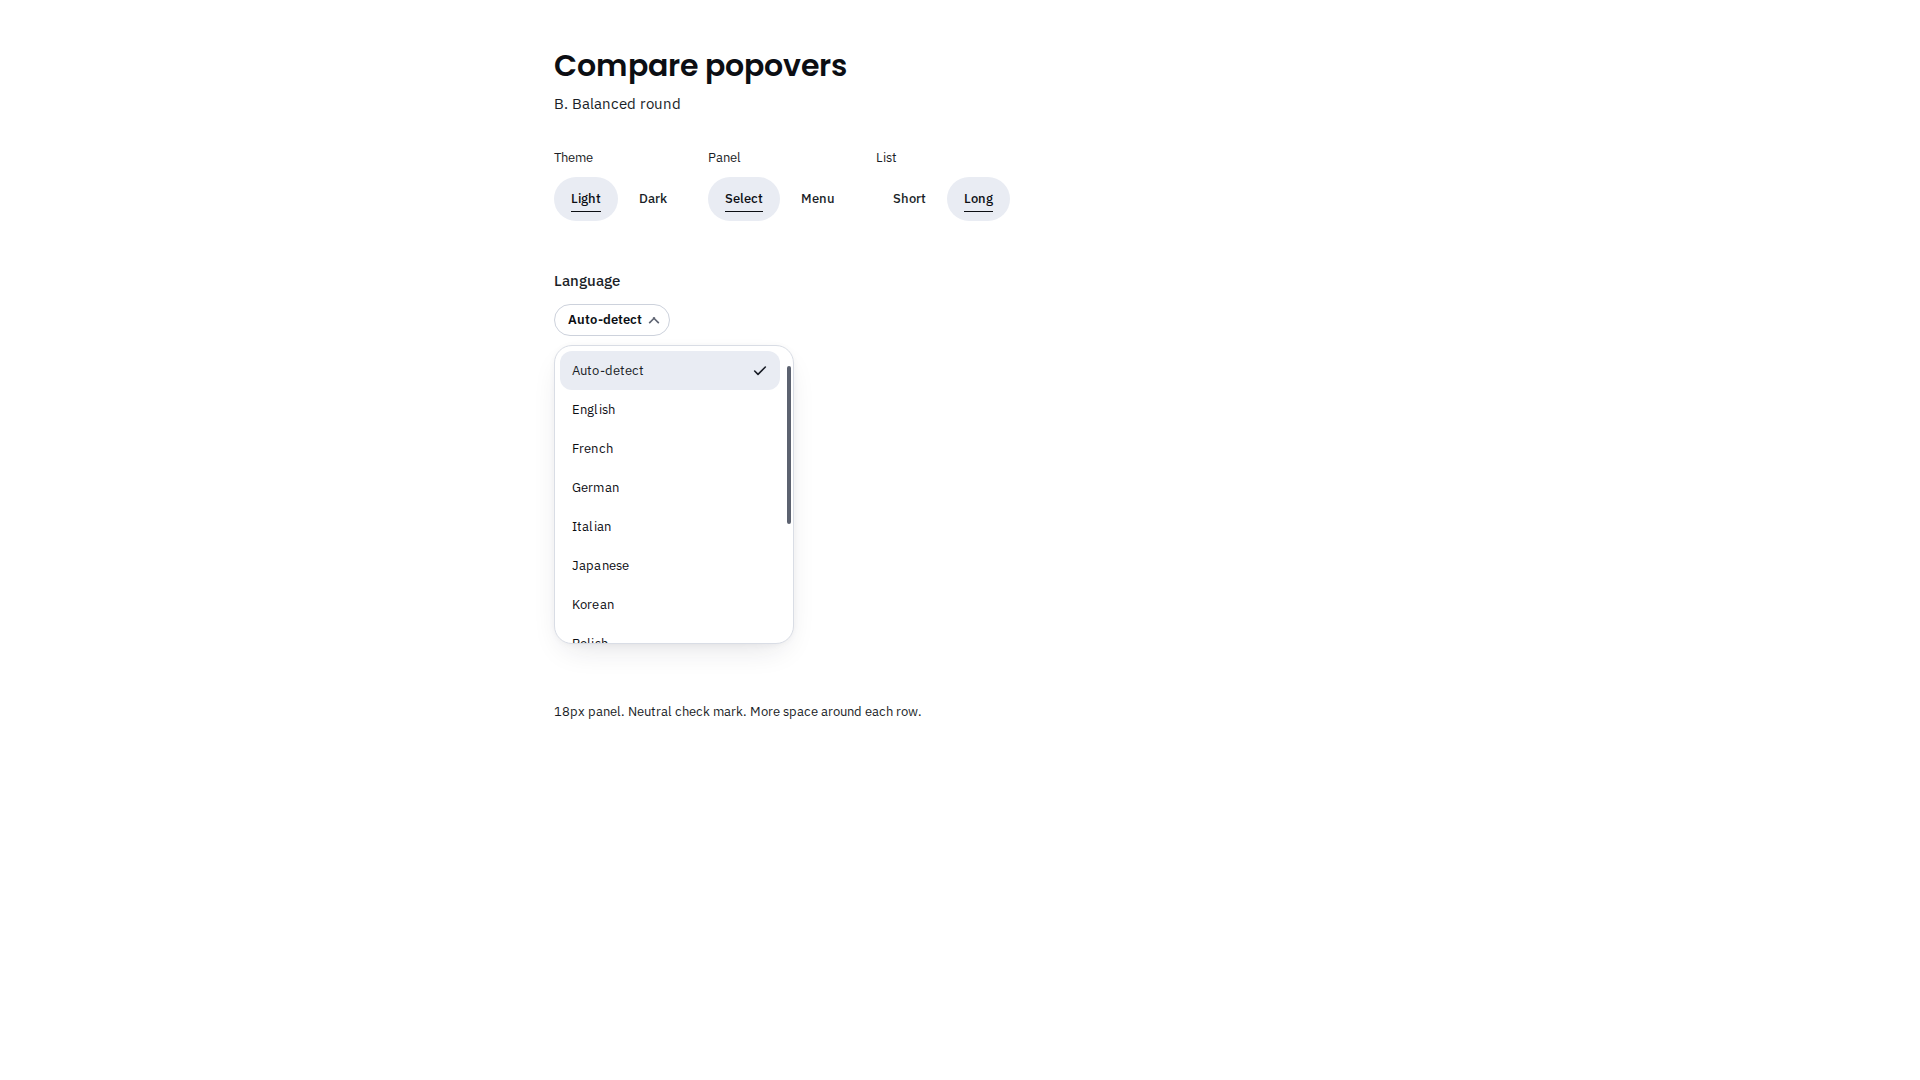 Compare popovers
B. Balanced round
Theme Panel List
Light Dark Select Menu Short Long
Language
Auto-detect
Auto-detect
English
French
German
Italian
Japanese
Korean
Polish
18px panel. Neutral check mark. More space around each row.